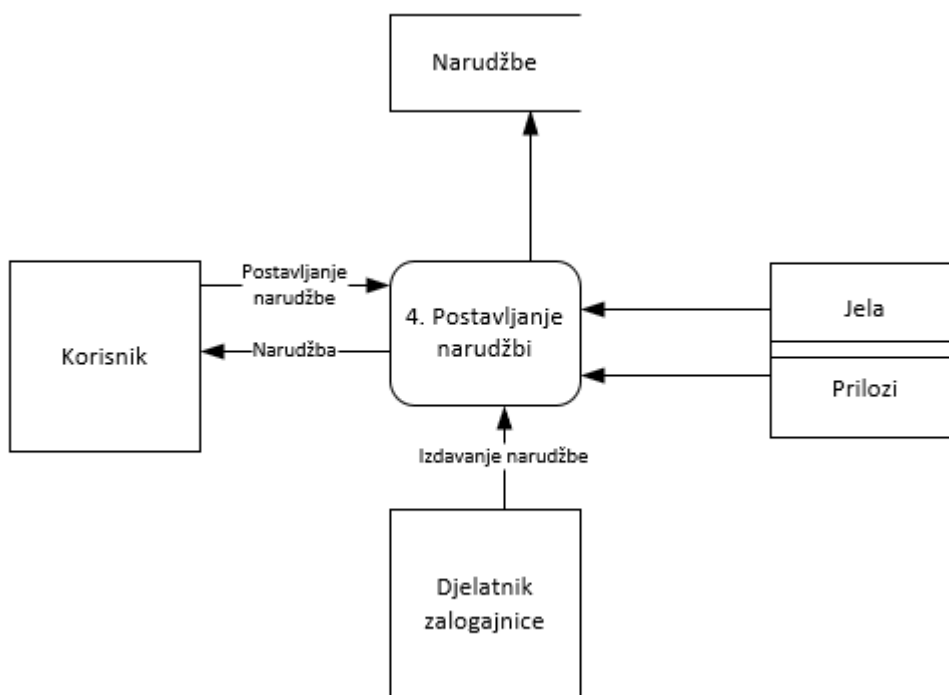 Narudžbe
Postavljanje
narudžbe
Korisnik
Narudžba
4. Postavljanje
narudžbi
Jela
Prilozi
Izdavanje narudžbe
Djelatnik
zalogajnice